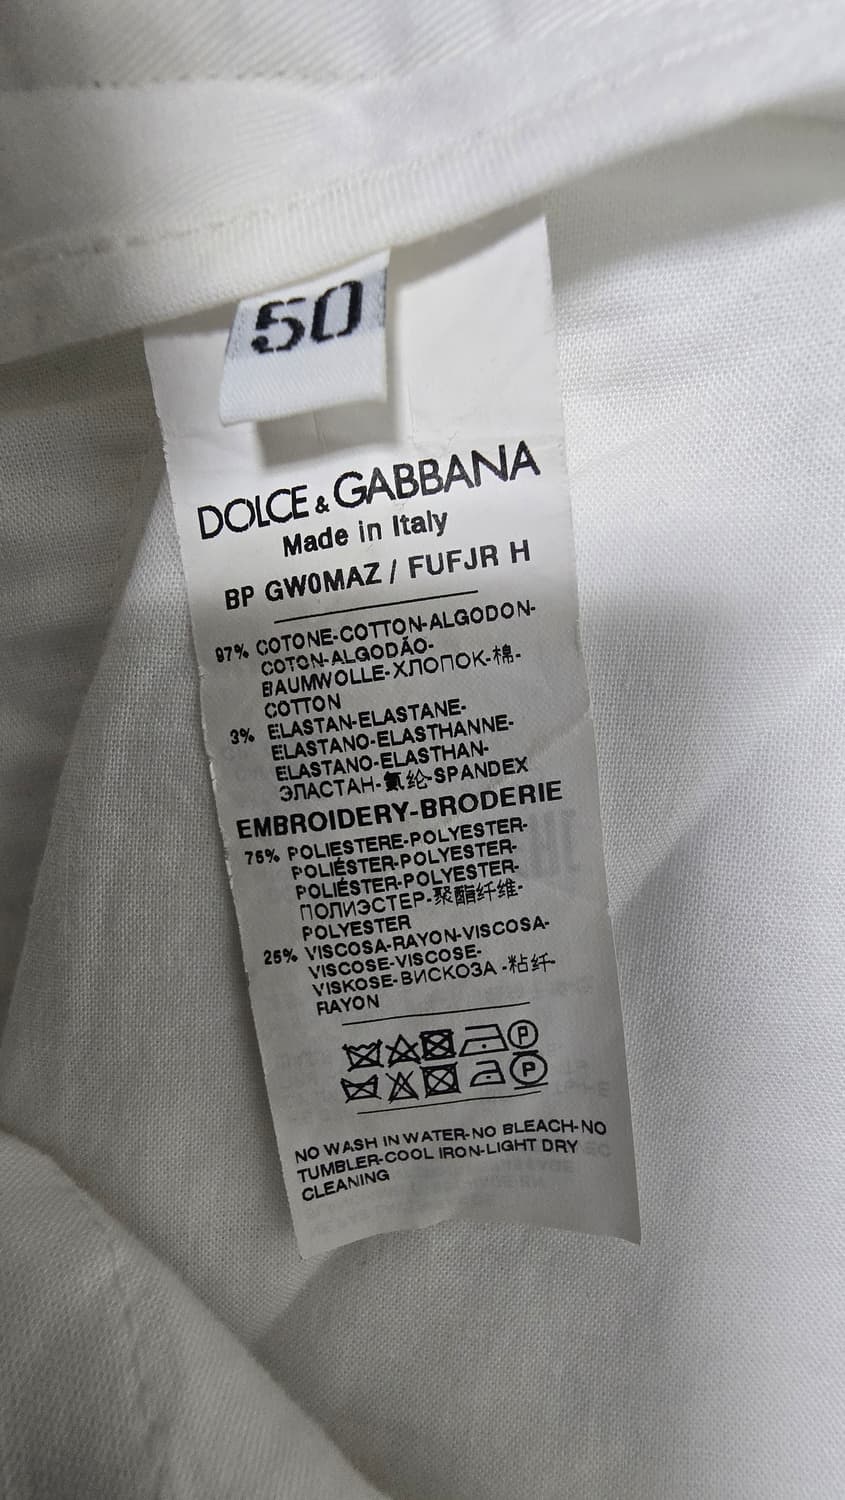 50
DOLCE & GABBANA
Made in Italy
BP GW0MAZ / FUFJR H
97% COTONE-COTTON-ALGODON-
COTON-ALGODÃO-
BAUMWOLLE-ХЛОПОК-棉-
COTTON
3% ELASTAN-ELASTANE-
ELASTANO-ELASTHANNE-
ELASTANO-ELASTHAN-
ЭЛАСТАН-氨纶-SPANDEX
EMBROIDERY-BRODERIE
75% POLIESTERE-POLYESTER-
POLIÉSTER-POLYESTER-
POLIÉSTER-POLYESTER-
ПОЛИЭСТЕР-聚酯纤维-
POLYESTER
25% VISCOSA-RAYON-VISCOSA-
VISCOSE-VISCOSE-
VISKOSE-ВИСКОЗА-粘纤-
RAYON
P
P
NO WASH IN WATER-NO BLEACH-NO
TUMBLER-COOL IRON-LIGHT DRY
CLEANING